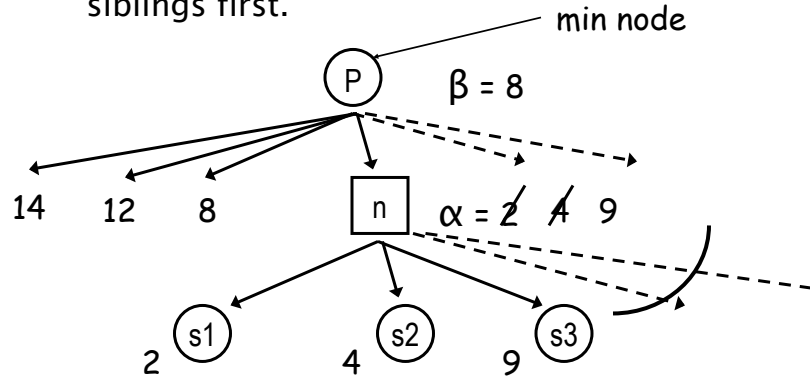 siblings first.
min node
P
β = 8
14 12 8
n
α = 2 4 9
s1 s2 s3
2 4 9